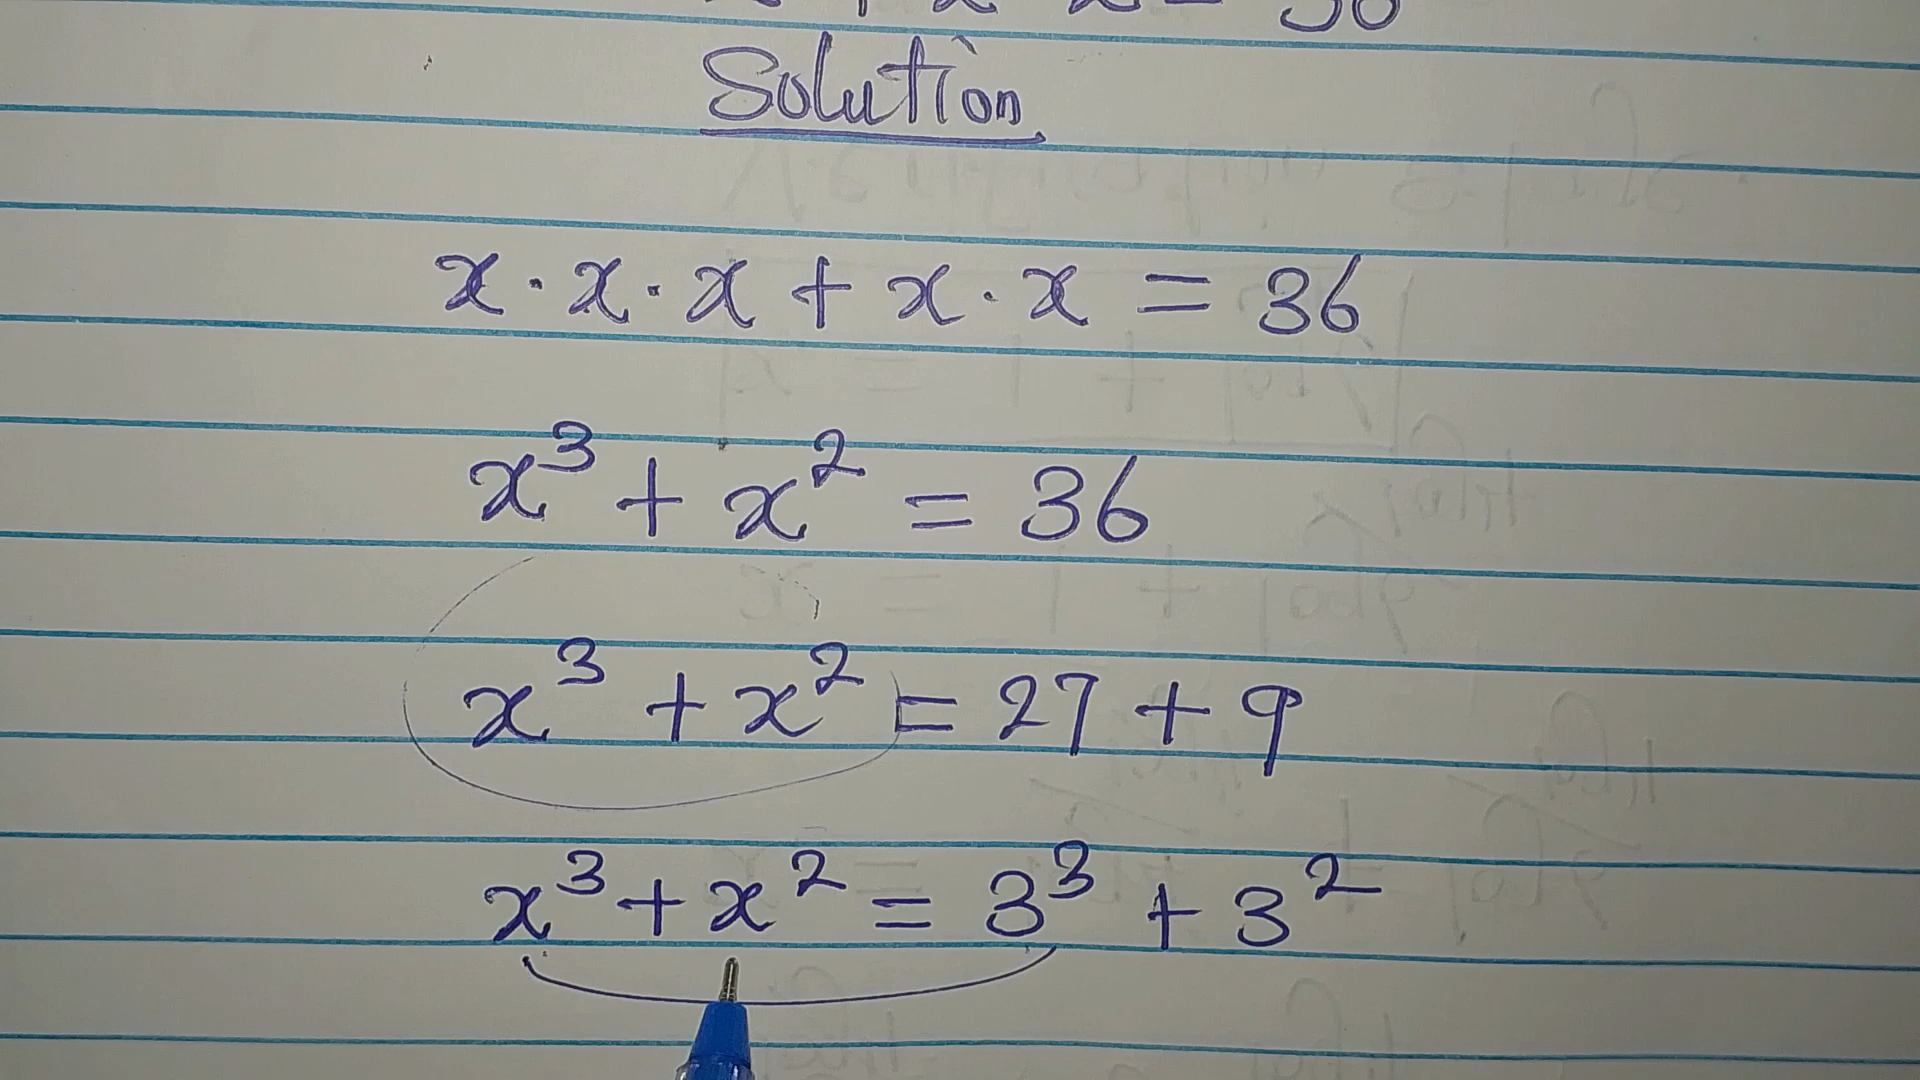 Solution
x · x · x + x · x = 36
x³ + x² = 36
x³ + x² = 27 + 9
x³ + x² = 3³ + 3²